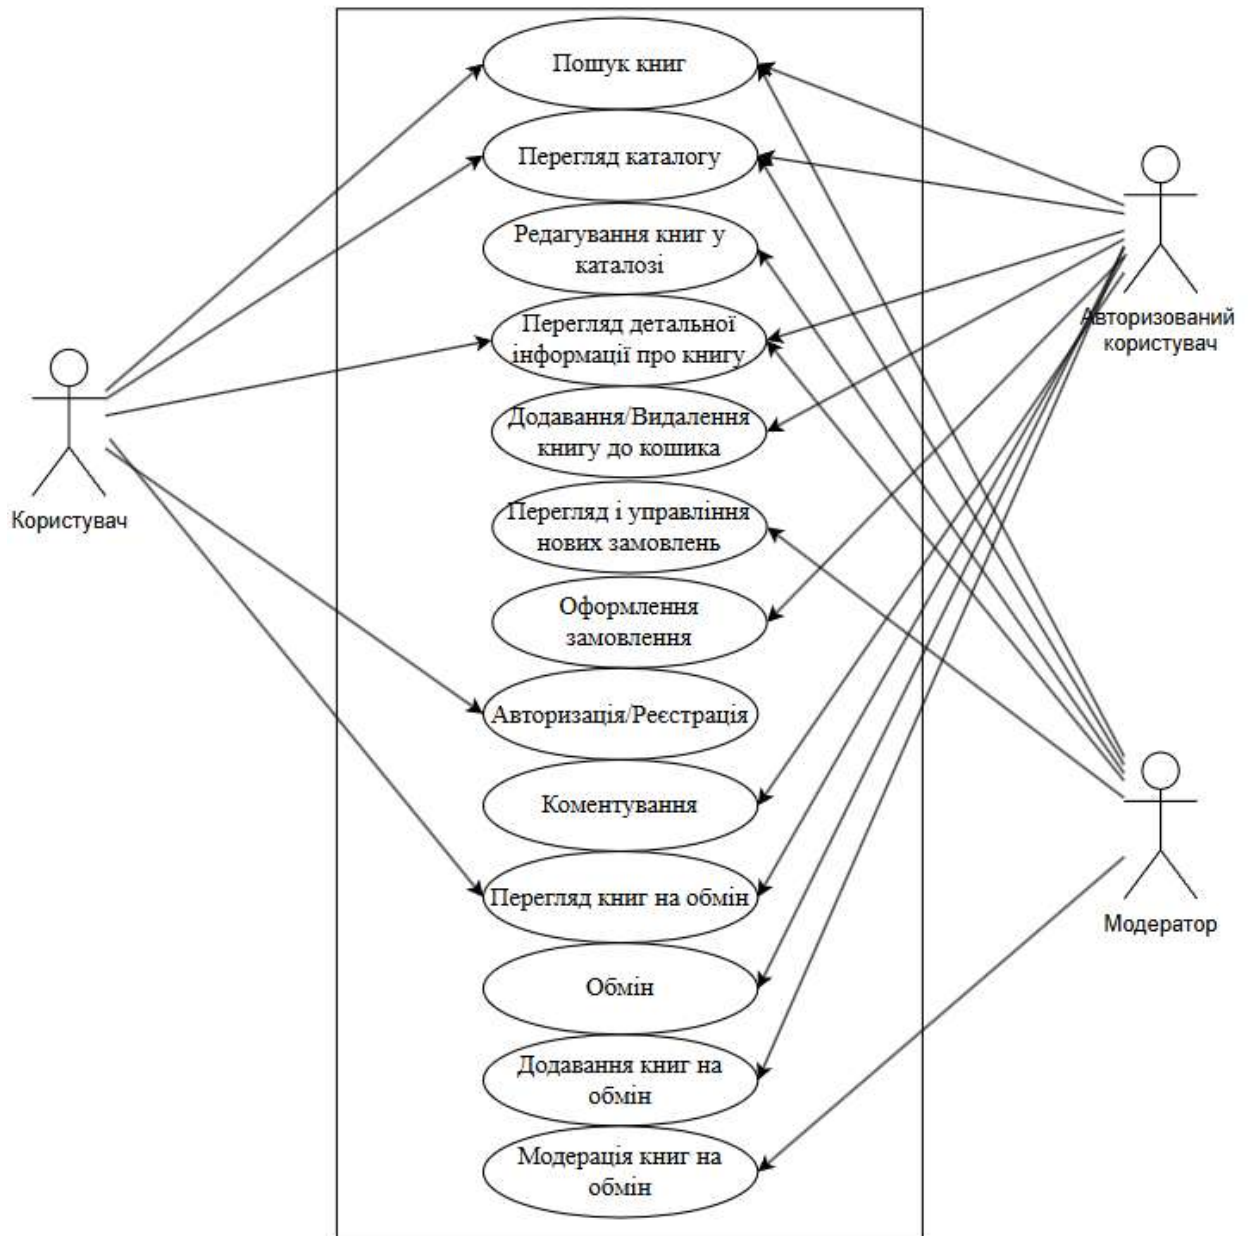 Пошук книг
Перегляд каталогу
Редагування книг у
каталозі
Перегляд детальної
інформації про книгу
Додавання/Видалення
книгу до кошика
Перегляд і управління
нових замовлень
Оформлення
замовлення
Авторизація/Реєстрація
Коментування
Перегляд книг на обмін
Обмін
Додавання книг на
обмін
Модерація книг на
обмін
Користувач
Авторизований
користувач
Модератор